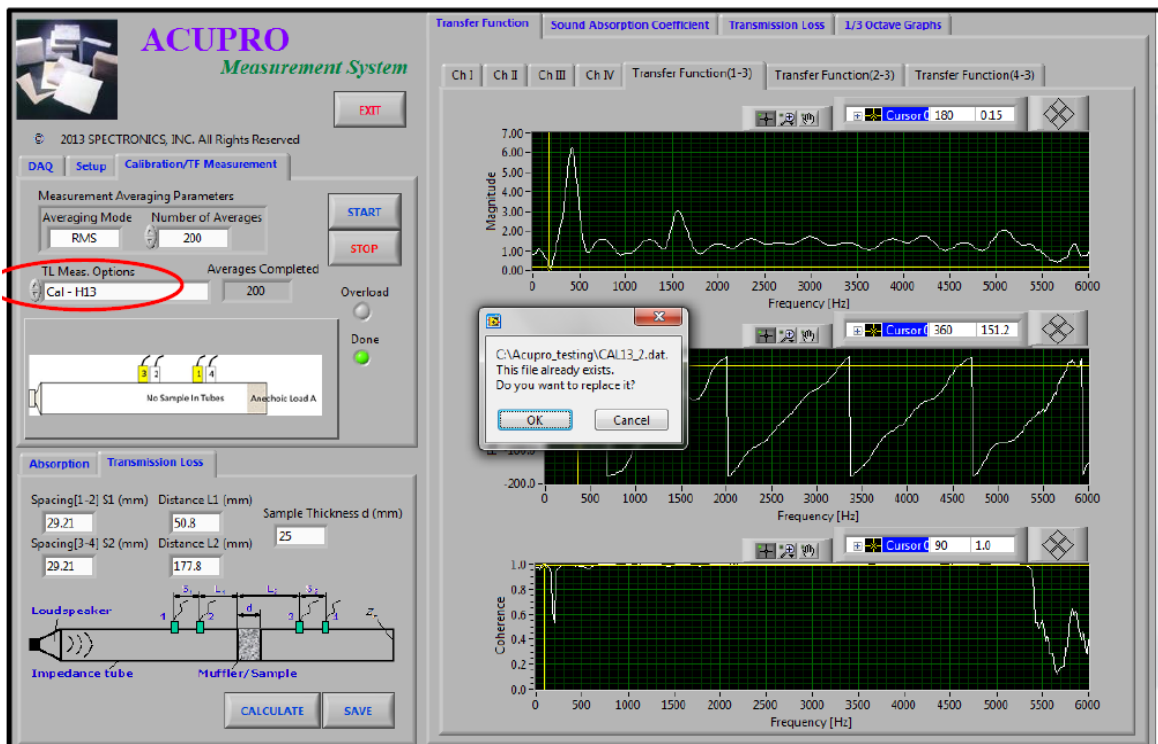 ACUPRO
Measurement System
EXIT
© 2013 SPECTRONICS, INC. All Rights Reserved
DAQ Setup Calibration/TF Measurement
Measurement Averaging Parameters
Averaging Mode Number of Averages
RMS 200
START
STOP
TL Meas. Options Averages Completed
Cal - H13 200
Overload
Done
3 2 1 4
No Sample In Tubes Anechoic Load A
Absorption Transmission Loss
Spacing[1-2] S1 (mm) Distance L1 (mm)
Sample Thickness d (mm)
29.21 50.8 25
Spacing[3-4] S2 (mm) Distance L2 (mm)
29.21 177.8
S₁ L₁ d L₂ S₂
Loudspeaker
1 2 3
Impedance tube Muffler/Sample
CALCULATE SAVE
Transfer Function Sound Absorption Coefficient Transmission Loss 1/3 Octave Graphs
Ch I Ch II Ch III Ch IV Transfer Function(1-3) Transfer Function(2-3) Transfer Function(4-3)
Cursor 180 0.15
7.00
6.00
5.00
4.00
3.00
2.00
1.00
0.00
Magnitude
0 500 1000 1500 2000 2500 3000 3500 4000 4500 5000 5500 6000
Frequency [Hz]
Cursor 360 151.2
C:\Acupro_testing\CAL13_2.dat.
This file already exists.
Do you want to replace it?
OK Cancel
-200.0
0 500 1000 1500 2000 2500 3000 3500 4000 4500 5000 5500 6000
Frequency [Hz]
Cursor 90 1.0
1.0
0.8
0.6
0.4
0.2
0.0
Coherence
0 500 1000 1500 2000 2500 3000 3500 4000 4500 5000 5500 6000
Frequency [Hz]